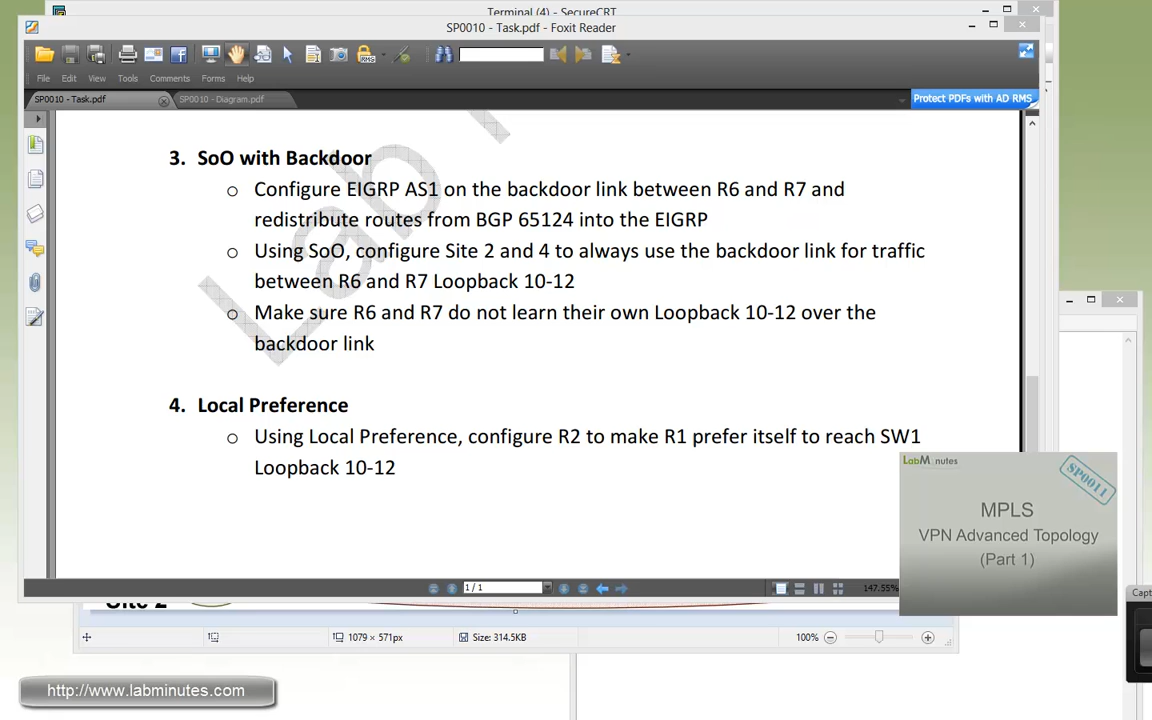 Terminal (4) - SecureCRT
SP0010 - Task.pdf - Foxit Reader
File Edit View Tools Comments Forms Help
SP0010 - Task.pdf
SP0010 - Diagram.pdf
Protect PDFs with AD RMS
Lab
3. SoO with Backdoor
o Configure EIGRP AS1 on the backdoor link between R6 and R7 and
redistribute routes from BGP 65124 into the EIGRP
o Using SoO, configure Site 2 and 4 to always use the backdoor link for traffic
between R6 and R7 Loopback 10-12
o Make sure R6 and R7 do not learn their own Loopback 10-12 over the
backdoor link
4. Local Preference
o Using Local Preference, configure R2 to make R1 prefer itself to reach SW1
Loopback 10-12
LabMinutes
SP0011
MPLS
VPN Advanced Topology
(Part 1)
1 / 1
147.55%
Site 2
1079 × 571px
Size: 314.5KB
100%
Capt
http://www.labminutes.com